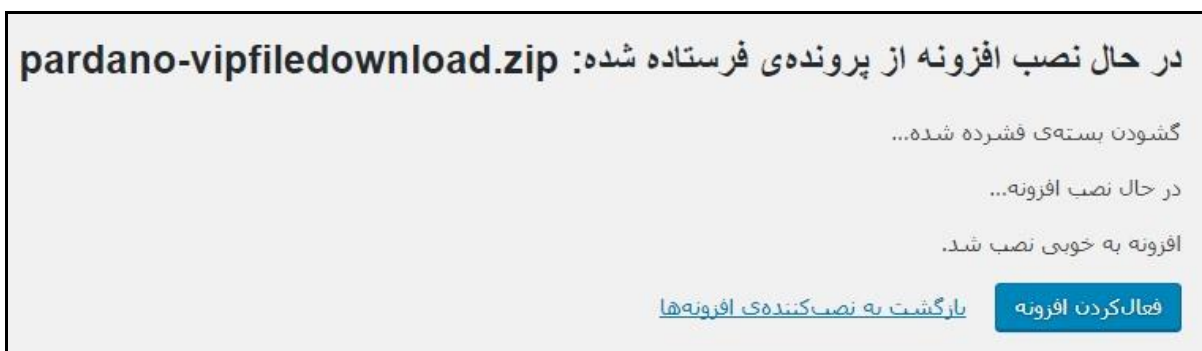 در حال نصب افزونه از پرونده‌ی فرستاده شده: pardano-vipfiledownload.zip
گشودن بسته‌ی فشرده شده...
در حال نصب افزونه...
افزونه به خوبی نصب شد.
فعال‌کردن افزونه بازگشت به نصب‌کننده‌ی افزونه‌ها